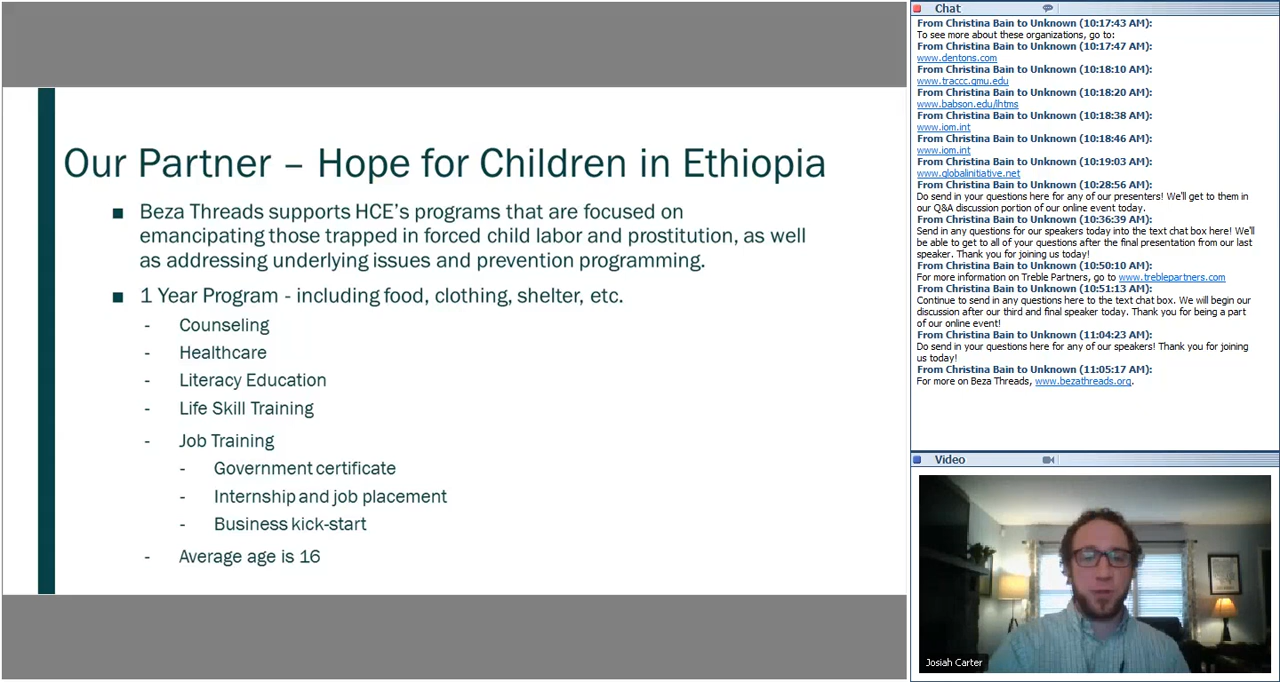 Our Partner – Hope for Children in Ethiopia
■ Beza Threads supports HCE's programs that are focused on
emancipating those trapped in forced child labor and prostitution, as well
as addressing underlying issues and prevention programming.
■ 1 Year Program - including food, clothing, shelter, etc.
- Counseling
- Healthcare
- Literacy Education
- Life Skill Training
- Job Training
- Government certificate
- Internship and job placement
- Business kick-start
- Average age is 16
Chat
From Christina Bain to Unknown (10:17:43 AM):
To see more about these organizations, go to:
From Christina Bain to Unknown (10:17:47 AM):
www.dentons.com
From Christina Bain to Unknown (10:18:10 AM):
www.traccc.gmu.edu
From Christina Bain to Unknown (10:18:20 AM):
www.babson.edu/lhtms
From Christina Bain to Unknown (10:18:38 AM):
www.iom.int
From Christina Bain to Unknown (10:18:46 AM):
www.iom.int
From Christina Bain to Unknown (10:19:03 AM):
www.globalinitiative.net
From Christina Bain to Unknown (10:28:56 AM):
Do send in your questions here for any of our presenters! We'll get to them in
our Q&A discussion portion of our online event today.
From Christina Bain to Unknown (10:36:39 AM):
Send in any questions for our speakers today into the text chat box here! We'll
be able to get to all of your questions after the final presentation from our last
speaker. Thank you for joining us today!
From Christina Bain to Unknown (10:50:10 AM):
For more information on Treble Partners, go to www.treblepartners.com
From Christina Bain to Unknown (10:51:13 AM):
Continue to send in any questions here to the text chat box. We will begin our
discussion after our third and final speaker today. Thank you for being a part
of our online event!
From Christina Bain to Unknown (11:04:23 AM):
Do send in your questions here for any of our speakers! Thank you for joining
us today!
From Christina Bain to Unknown (11:05:17 AM):
For more on Beza Threads, www.bezathreads.org.
Video
Josiah Carter